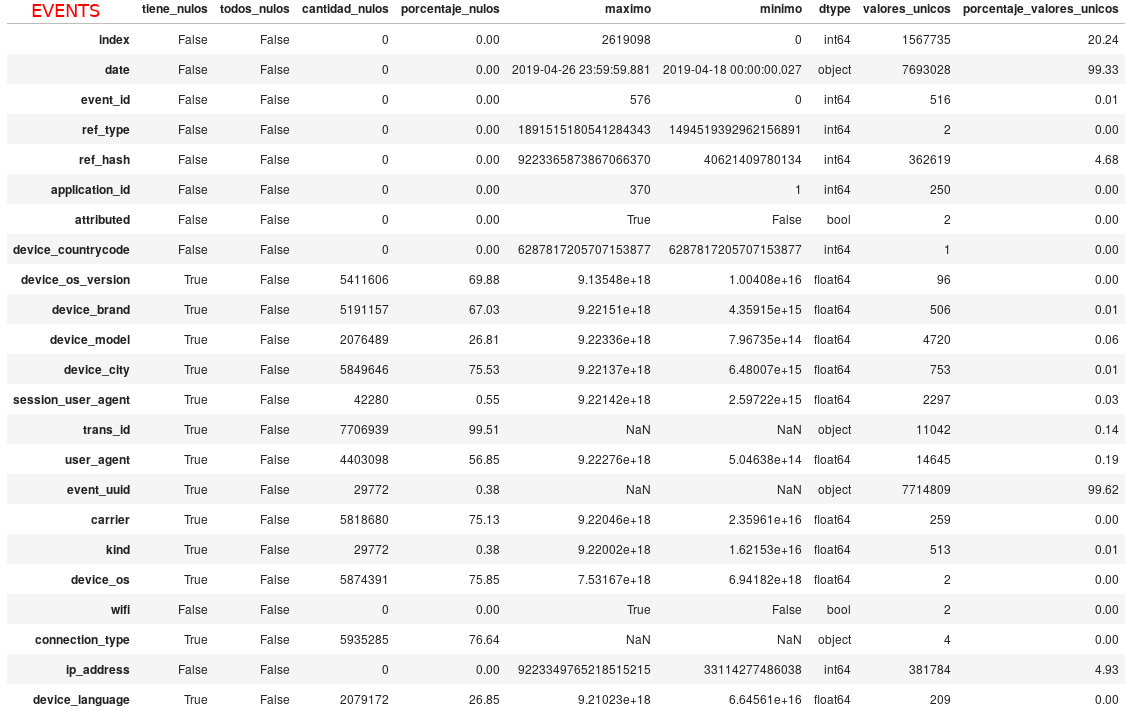 EVENTS tiene_nulos todos_nulos cantidad_nulos porcentaje_nulos maximo minimo dtype valores_unicos porcentaje_valores_unicos
index False False 0 0.00 2619098 0 int64 1567735 20.24
date False False 0 0.00 2019-04-26 23:59:59.881 2019-04-18 00:00:00.027 object 7693028 99.33
event_id False False 0 0.00 576 0 int64 516 0.01
ref_type False False 0 0.00 1891515180541284343 1494519392962156891 int64 2 0.00
ref_hash False False 0 0.00 9223365873867066370 40621409780134 int64 362619 4.68
application_id False False 0 0.00 370 1 int64 250 0.00
attributed False False 0 0.00 True False bool 2 0.00
device_countrycode False False 0 0.00 6287817205707153877 6287817205707153877 int64 1 0.00
device_os_version True False 5411606 69.88 9.13548e+18 1.00408e+16 float64 96 0.00
device_brand True False 5191157 67.03 9.22151e+18 4.35915e+15 float64 506 0.01
device_model True False 2076489 26.81 9.22336e+18 7.96735e+14 float64 4720 0.06
device_city True False 5849646 75.53 9.22137e+18 6.48007e+15 float64 753 0.01
session_user_agent True False 42280 0.55 9.22142e+18 2.59722e+15 float64 2297 0.03
trans_id True False 7706939 99.51 NaN NaN object 11042 0.14
user_agent True False 4403098 56.85 9.22276e+18 5.04638e+14 float64 14645 0.19
event_uuid True False 29772 0.38 NaN NaN object 7714809 99.62
carrier True False 5818680 75.13 9.22046e+18 2.35961e+16 float64 259 0.00
kind True False 29772 0.38 9.22002e+18 1.62153e+16 float64 513 0.01
device_os True False 5874391 75.85 7.53167e+18 6.94182e+18 float64 2 0.00
wifi False False 0 0.00 True False bool 2 0.00
connection_type True False 5935285 76.64 NaN NaN object 4 0.00
ip_address False False 0 0.00 9223349765218515215 33114277486038 int64 381784 4.93
device_language True False 2079172 26.85 9.21023e+18 6.64561e+16 float64 209 0.00